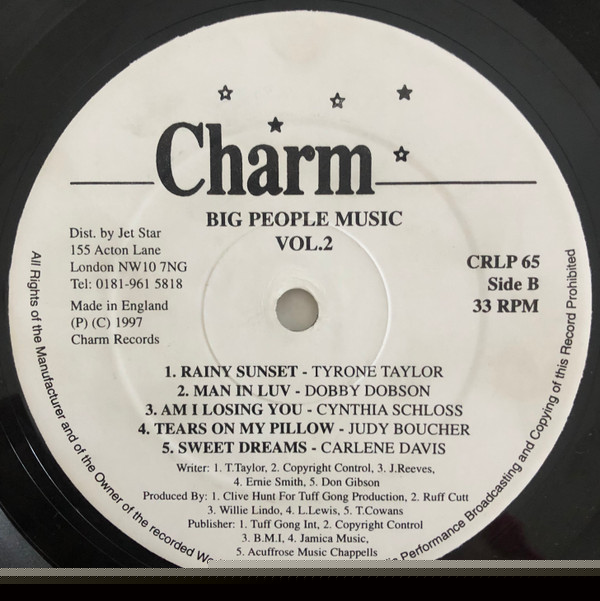 Charm
BIG PEOPLE MUSIC
VOL.2
Dist. by Jet Star
155 Acton Lane
London NW10 7NG
Tel: 0181-961 5818
Made in England
(P) (C) 1997
Charm Records
CRLP 65
Side B
33 RPM
1. RAINY SUNSET - TYRONE TAYLOR
2. MAN IN LUV - DOBBY DOBSON
3. AM I LOSING YOU - CYNTHIA SCHLOSS
4. TEARS ON MY PILLOW - JUDY BOUCHER
5. SWEET DREAMS - CARLENE DAVIS
Writer: 1. T.Taylor, 2. Copyright Control, 3. J.Reeves,
4. Ernie Smith, 5. Don Gibson
Produced By: 1. Clive Hunt For Tuff Gong Production, 2. Ruff Cutt
3. Willie Lindo, 4. L.Lewis, 5. T.Cowans
Publisher: 1. Tuff Gong Int, 2. Copyright Control
3. B.M.I, 4. Jamica Music,
5. Acuffrose Music Chappells
All Rights of the Manufacturer and of the Owner of the recorded
Performance Broadcasting and Copying of this Record Prohibited